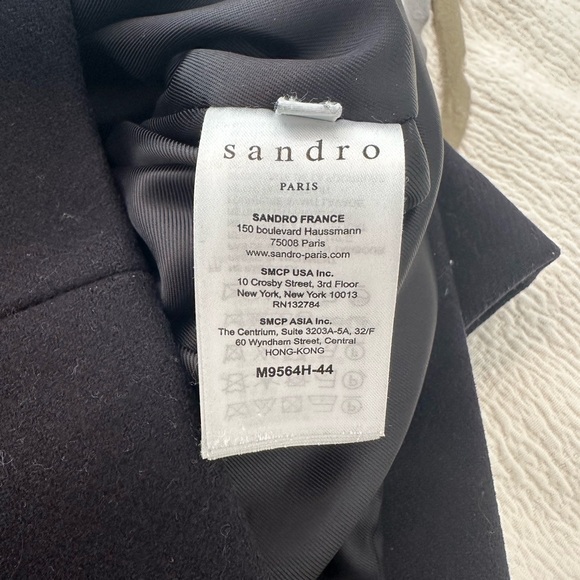 sandro
PARIS
SANDRO FRANCE
150 boulevard Haussmann
75008 Paris
www.sandro-paris.com
SMCP USA Inc.
10 Crosby Street, 3rd Floor
New York, New York 10013
RN132784
SMCP ASIA Inc.
The Centrium, Suite 3203A-5A, 32/F
60 Wyndham Street, Central
HONG-KONG
M9564H-44